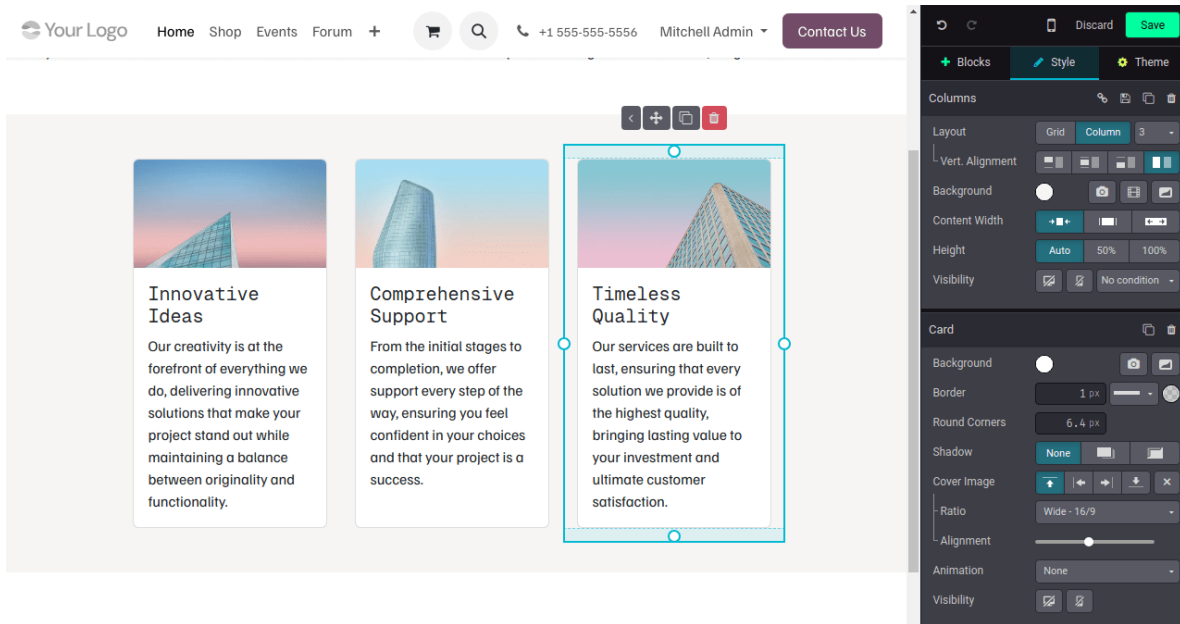 Your Logo Home Shop Events Forum + +1 555-555-5556 Mitchell Admin Contact Us
Innovative
Ideas
Our creativity is at the
forefront of everything we
do, delivering innovative
solutions that make your
project stand out while
maintaining a balance
between originality and
functionality.
Comprehensive
Support
From the initial stages to
completion, we offer
support every step of the
way, ensuring you feel
confident in your choices
and that your project is a
success.
Timeless
Quality
Our services are built to
last, ensuring that every
solution we provide is of
the highest quality,
bringing lasting value to
your investment and
ultimate customer
satisfaction.
Discard Save
+ Blocks Style Theme
Columns
Layout Grid Column 3
Vert. Alignment
Background
Content Width
Height Auto 50% 100%
Visibility No condition
Card
Background
Border 1 px
Round Corners 6.4 px
Shadow None
Cover Image
Ratio Wide - 16/9
Alignment
Animation None
Visibility